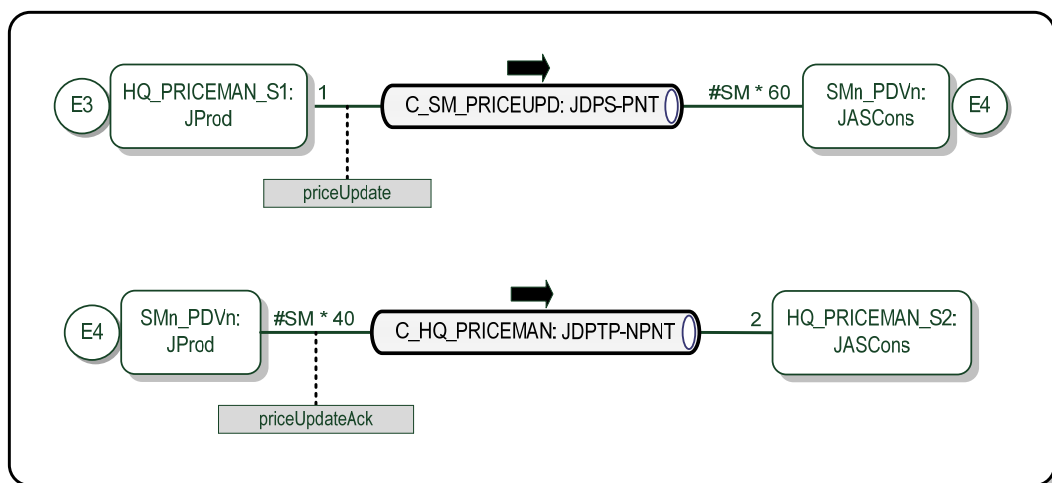 E3
HQ_PRICEMAN_S1:
JProd
1
C_SM_PRICEUPD: JDPS-PNT
#SM * 60
SMn_PDVn:
JASCons
E4
priceUpdate
E4
SMn_PDVn:
JProd
#SM * 40
C_HQ_PRICEMAN: JDPTP-NPNT
2
HQ_PRICEMAN_S2:
JASCons
priceUpdateAck